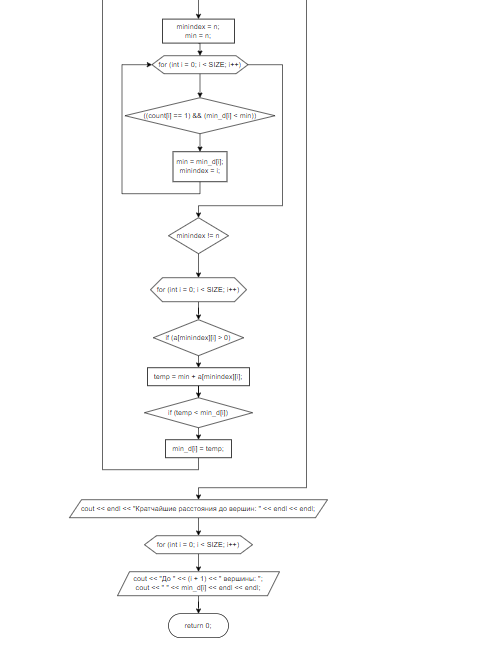 minindex = n;
min = n;
for (int i = 0; i < SIZE; i++)
((count[i] == 1) && (min_d[i] < min))
min = min_d[i];
minindex = i;
minindex != n
for (int i = 0; i < SIZE; i++)
if (a[minindex][i] > 0)
temp = min + a[minindex][i];
if (temp < min_d[i])
min_d[i] = temp;
cout << endl << "Кратчайшие расстояния до вершин: " << endl << endl;
for (int i = 0; i < SIZE; i++)
cout << "До " << (i + 1) << " вершины: ";
cout << " " << min_d[i] << endl << endl;
return 0;